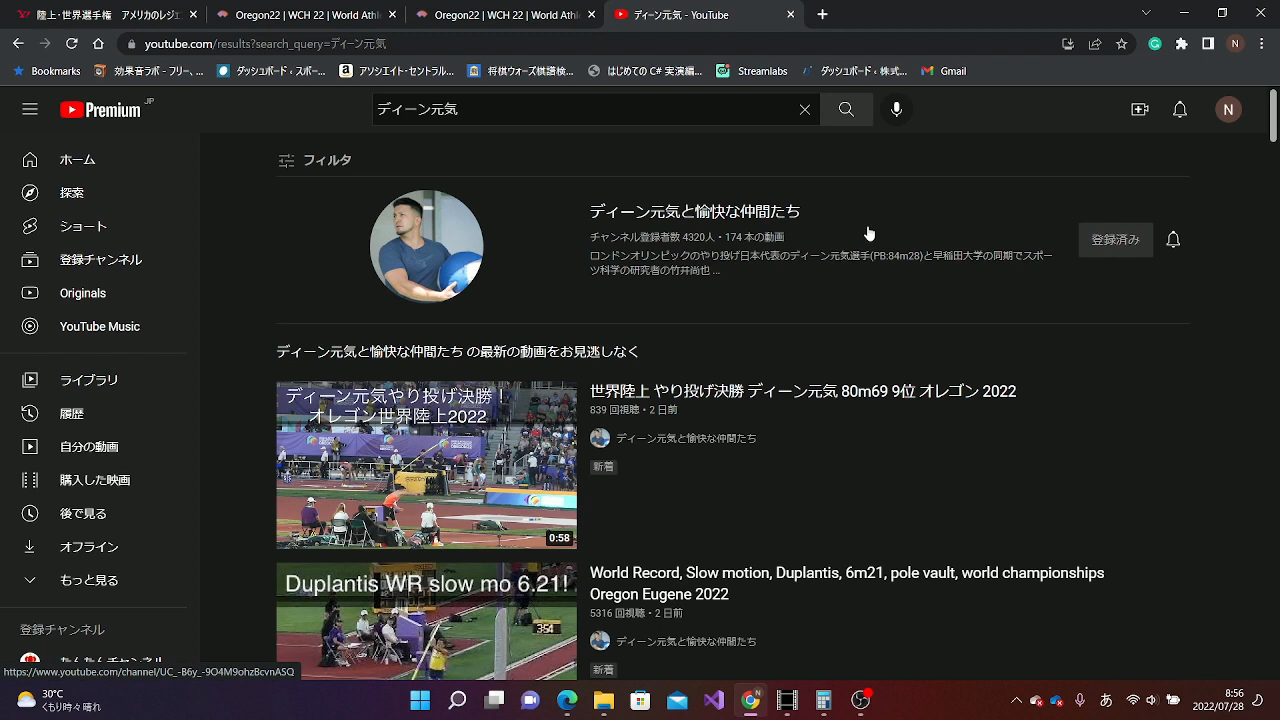 陸上・世界選手権 アメリカのレジェ
Oregon22 | WCH 22 | World Athle
Oregon22 | WCH 22 | World Athle
ディーン元気 - YouTube
youtube.com/results?search_query=ディーン元気
N
Bookmarks
効果音ラボ - フリー、...
ダッシュボード ‹ スポー...
アソシエイト・セントラル...
将棋ウォーズ棋譜検...
はじめての C# 実演編...
Streamlabs
ダッシュボード ‹ 株式...
Gmail
Premium JP
ディーン元気
N
ホーム
探索
ショート
登録チャンネル
Originals
YouTube Music
ライブラリ
履歴
自分の動画
購入した映画
後で見る
オフライン
もっと見る
登録チャンネル
たんたんチャンネル
フィルタ
ディーン元気と愉快な仲間たち
チャンネル登録者数 4320人・174 本の動画
ロンドンオリンピックのやり投げ日本代表のディーン元気選手(PB:84m28)と早稲田大学の同期でスポー
ツ科学の研究者の竹井尚也 ...
登録済み
ディーン元気と愉快な仲間たち の最新の動画をお見逃しなく
ディーン元気やり投げ決勝!
オレゴン世界陸上2022
0:58
世界陸上 やり投げ決勝 ディーン元気 80m69 9位 オレゴン 2022
839 回視聴・2 日前
ディーン元気と愉快な仲間たち
新着
Duplantis WR slow mo 6.21!
354
World Record, Slow motion, Duplantis, 6m21, pole vault, world championships
Oregon Eugene 2022
5316 回視聴・2 日前
ディーン元気と愉快な仲間たち
新着
https://www.youtube.com/channel/UC_-B6y_-9O4M9ohzBcvnASQ
30°C
くもり時々晴れ
N
あ
8:56
2022/07/28